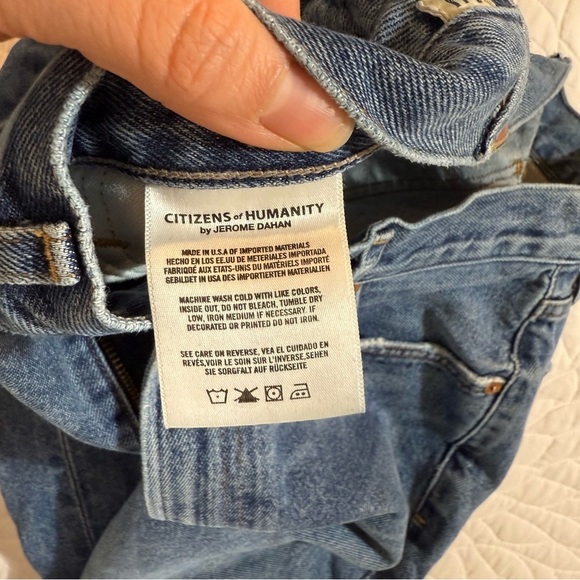 CITIZENS of HUMANITY
by JEROME DAHAN
MADE IN U.S.A OF IMPORTED MATERIALS
HECHO EN LOS EE.UU DE METERIALES IMPORTADA
FABRIQUÉ AUX ETATS-UNIS DU MATÉRIELS IMPORTÉ
GEBILDET IN USA DES IMPORTIERTEN MATERIALIEN
MACHINE WASH COLD WITH LIKE COLORS,
INSIDE OUT, DO NOT BLEACH, TUMBLE DRY
LOW, IRON MEDIUM IF NECESSARY. IF
DECORATED OR PRINTED DO NOT IRON.
SEE CARE ON REVERSE, VEA EL CUIDADO EN
REVÉS,VOIR LE SOIN SUR L'INVERSE,SEHEN
SIE SORGFALT AUF RÜCKSEITE